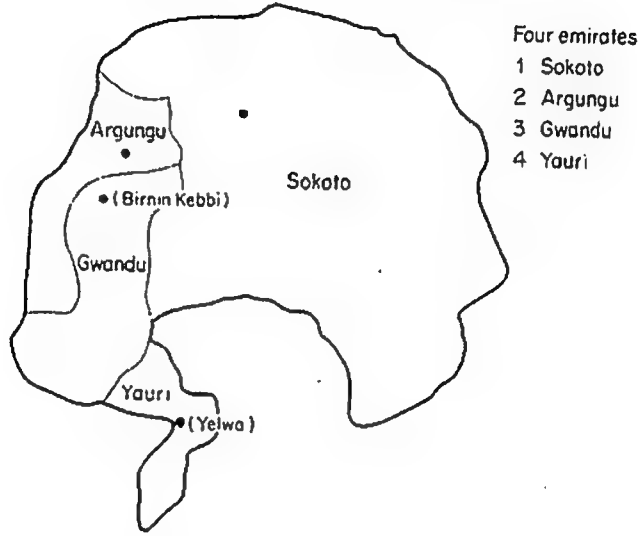 Four emirates
1 Sokoto
2 Argungu
3 Gwandu
4 Yauri
Argungu
Sokoto
(Birnin Kebbi)
Gwandu
Yauri
(Yelwa)